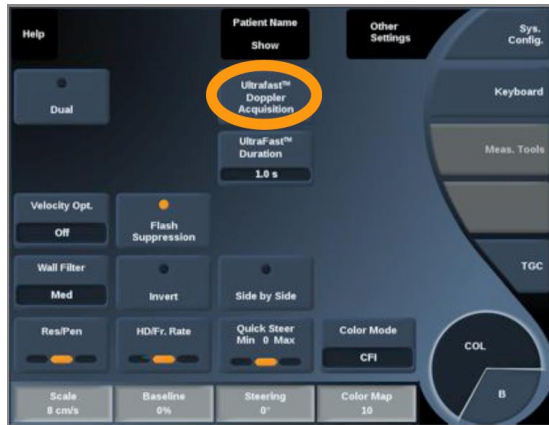 Help
Patient Name
Show
Other
Settings
Sys.
Config.
Dual
Ultrafast™
Doppler
Acquisition
Keyboard
UltraFast™
Duration
1.0 s
Meas. Tools
Velocity Opt.
Off
Flash
Suppression
Wall Filter
Med
Invert
Side by Side
TGC
Res/Pen
HD/Fr. Rate
Quick Steer
Min 0 Max
Color Mode
CFI
COL
B
Scale
8 cm/s
Baseline
0%
Steering
0°
Color Map
10